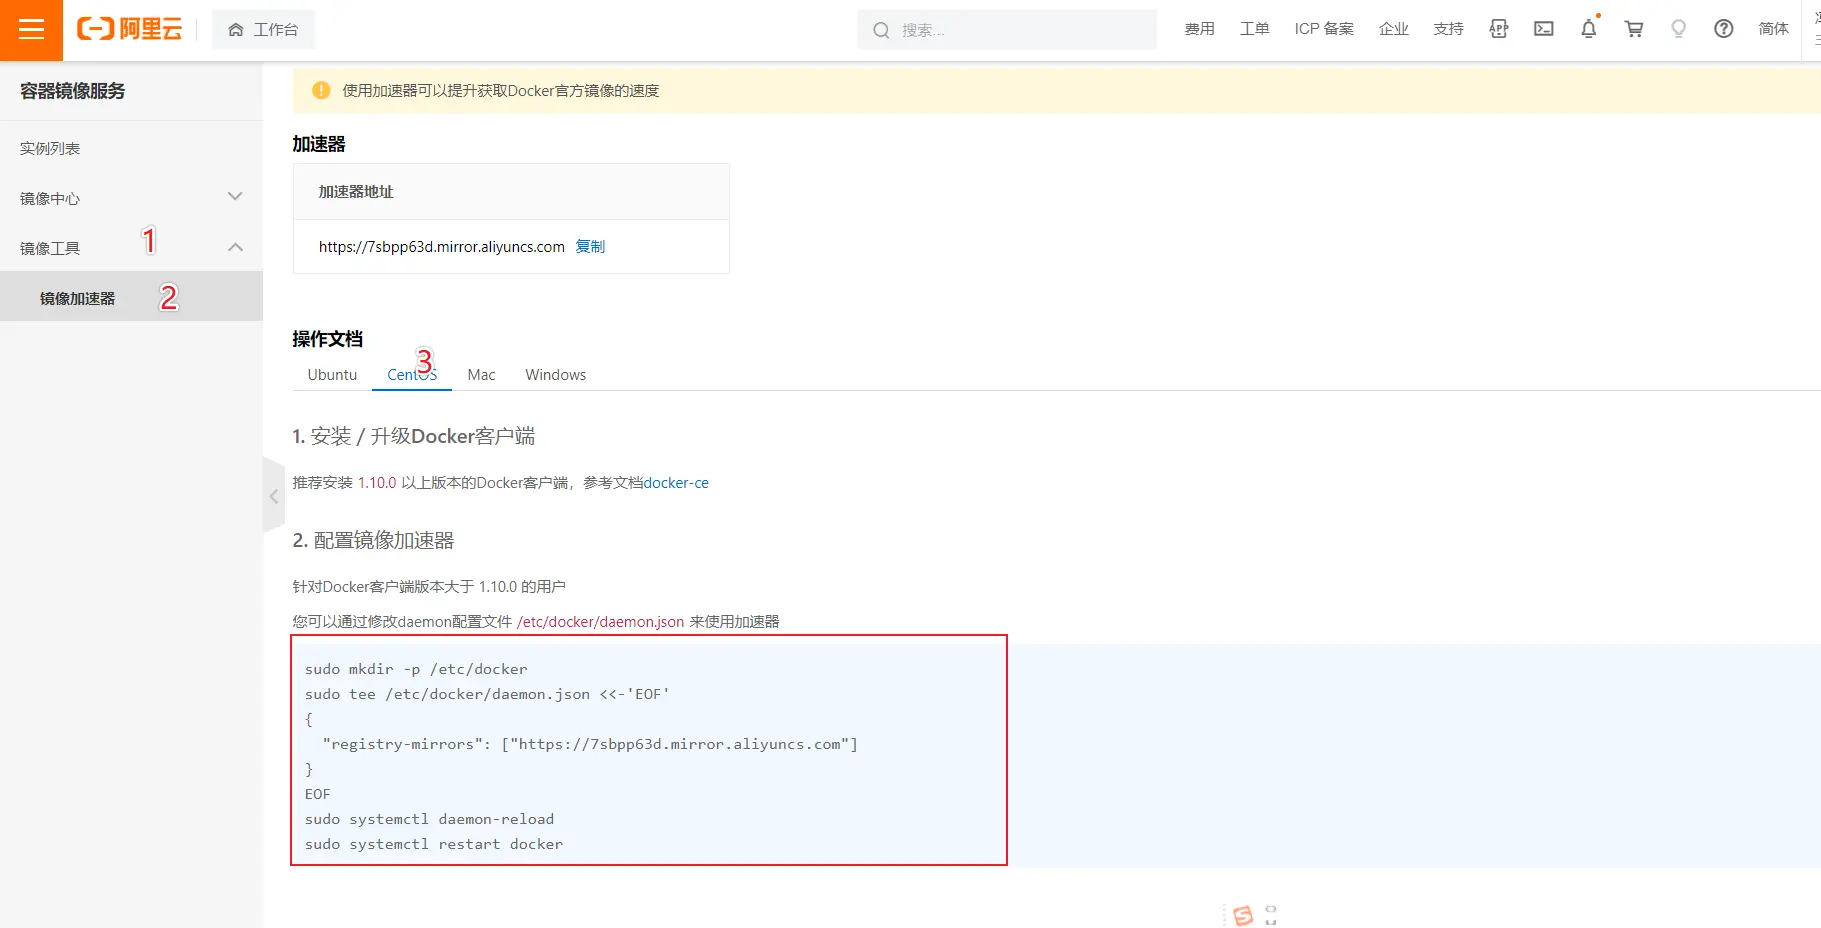 阿里云
工作台
搜索...
费用
工单
ICP 备案
企业
支持
简体
容器镜像服务
实例列表
镜像中心
镜像工具
1
镜像加速器
2
使用加速器可以提升获取Docker官方镜像的速度
加速器
加速器地址
https://7sbpp63d.mirror.aliyuncs.com 复制
操作文档
3
Ubuntu
CentOS
Mac
Windows
1. 安装 / 升级Docker客户端
推荐安装 1.10.0 以上版本的Docker客户端，参考文档docker-ce
2. 配置镜像加速器
针对Docker客户端版本大于 1.10.0 的用户
您可以通过修改daemon配置文件 /etc/docker/daemon.json 来使用加速器
sudo mkdir -p /etc/docker
sudo tee /etc/docker/daemon.json <<-'EOF'
{
"registry-mirrors": ["https://7sbpp63d.mirror.aliyuncs.com"]
}
EOF
sudo systemctl daemon-reload
sudo systemctl restart docker